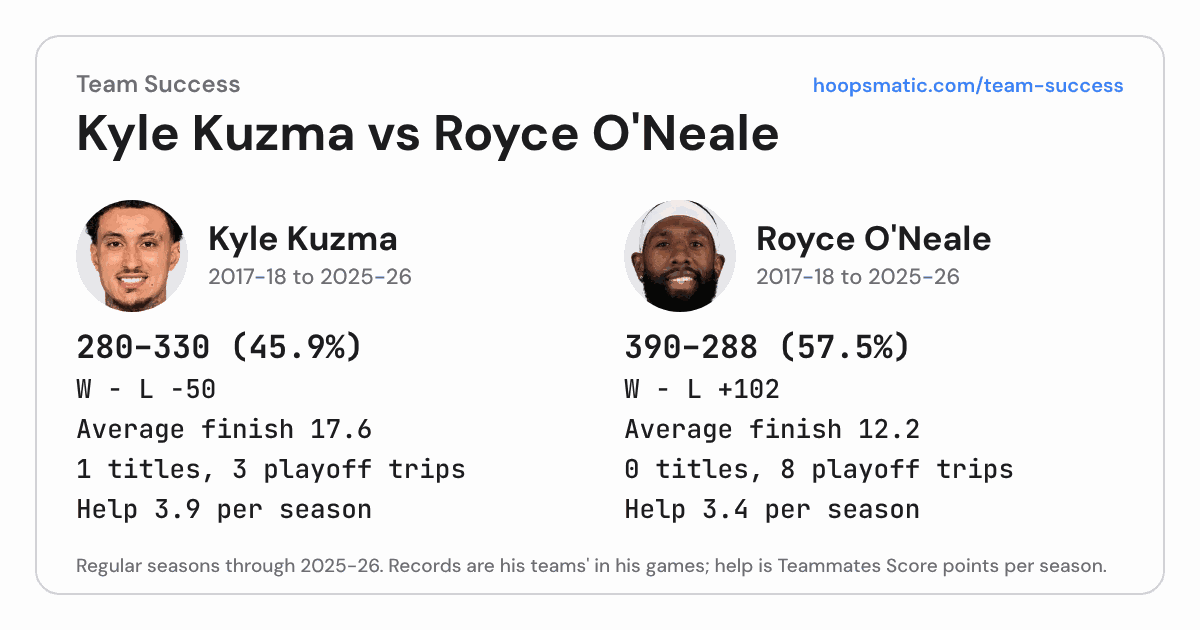 Team Success
hoopsmatic.com/team-success
Kyle Kuzma vs Royce O'Neale
Kyle Kuzma
2017-18 to 2025-26
280-330 (45.9%)
W - L -50
Average finish 17.6
1 titles, 3 playoff trips
Help 3.9 per season
Royce O'Neale
2017-18 to 2025-26
390-288 (57.5%)
W - L +102
Average finish 12.2
0 titles, 8 playoff trips
Help 3.4 per season
Regular seasons through 2025-26. Records are his teams' in his games; help is Teammates Score points per season.